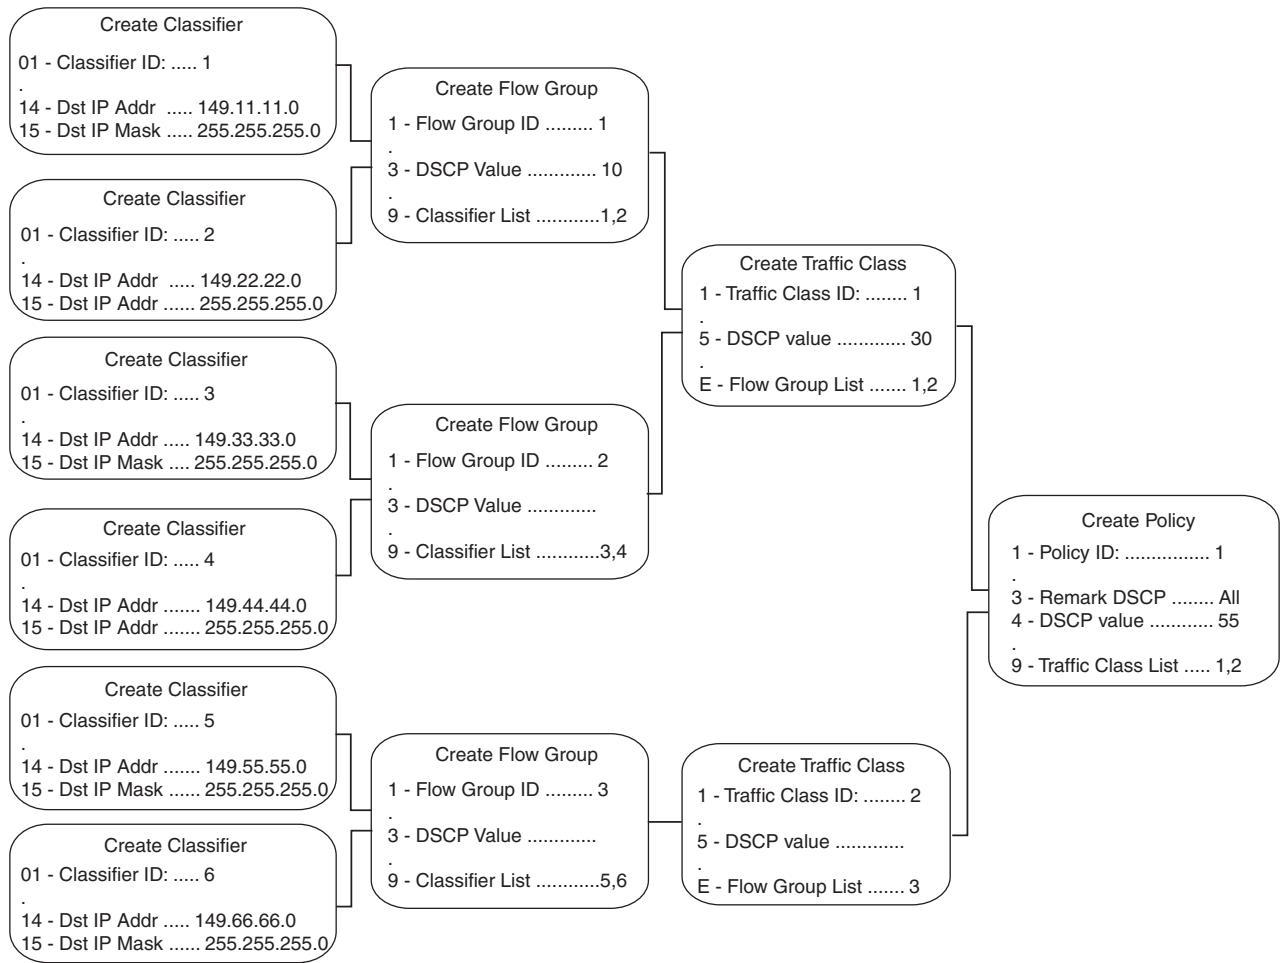 Create Classifier
01 - Classifier ID: ..... 1
.
14 - Dst IP Addr ..... 149.11.11.0
15 - Dst IP Mask ..... 255.255.255.0
Create Classifier
01 - Classifier ID: ..... 2
.
14 - Dst IP Addr ..... 149.22.22.0
15 - Dst IP Addr ...... 255.255.255.0
Create Classifier
01 - Classifier ID: ..... 3
.
14 - Dst IP Addr ..... 149.33.33.0
15 - Dst IP Mask .... 255.255.255.0
Create Classifier
01 - Classifier ID: ..... 4
.
14 - Dst IP Addr ....... 149.44.44.0
15 - Dst IP Addr ...... 255.255.255.0
Create Classifier
01 - Classifier ID: ..... 5
.
14 - Dst IP Addr ....... 149.55.55.0
15 - Dst IP Mask ...... 255.255.255.0
Create Classifier
01 - Classifier ID: ..... 6
.
14 - Dst IP Addr ..... 149.66.66.0
15 - Dst IP Mask ...... 255.255.255.0
Create Flow Group
1 - Flow Group ID ......... 1
.
3 - DSCP Value ............. 10
.
9 - Classifier List ............1,2
Create Flow Group
1 - Flow Group ID ......... 2
.
3 - DSCP Value .............
.
9 - Classifier List ............3,4
Create Flow Group
1 - Flow Group ID ......... 3
.
3 - DSCP Value .............
.
9 - Classifier List ............5,6
Create Traffic Class
1 - Traffic Class ID: ........ 1
.
5 - DSCP value ............. 30
.
E - Flow Group List ....... 1,2
Create Traffic Class
1 - Traffic Class ID: ........ 2
.
5 - DSCP value .............
.
E - Flow Group List ....... 3
Create Policy
1 - Policy ID: ................ 1
.
3 - Remark DSCP ........ All
4 - DSCP value ............ 55
.
9 - Traffic Class List ..... 1,2